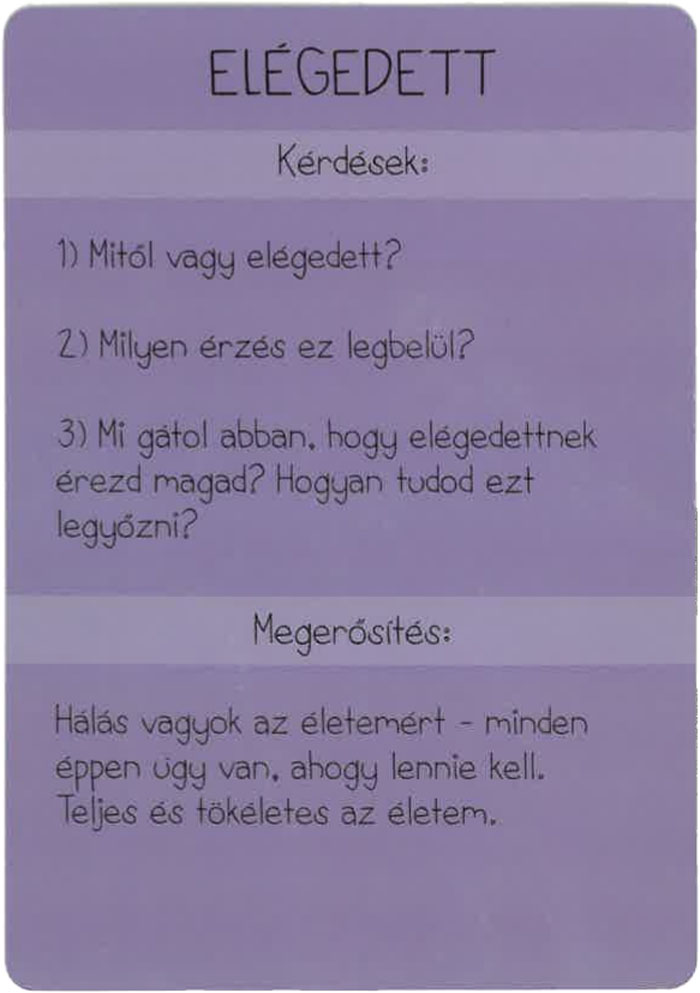 ELÉGEDETT
Kérdések:
1) Mitől vagy elégedett?
2) Milyen érzés ez legbelül?
3) Mi gátol abban, hogy elégedettnek
érezd magad? Hogyan tudod ezt
legyőzni?
Megerősítés:
Hálás vagyok az életemért - minden
éppen úgy van, ahogy lennie kell.
Teljes és tökéletes az életem.